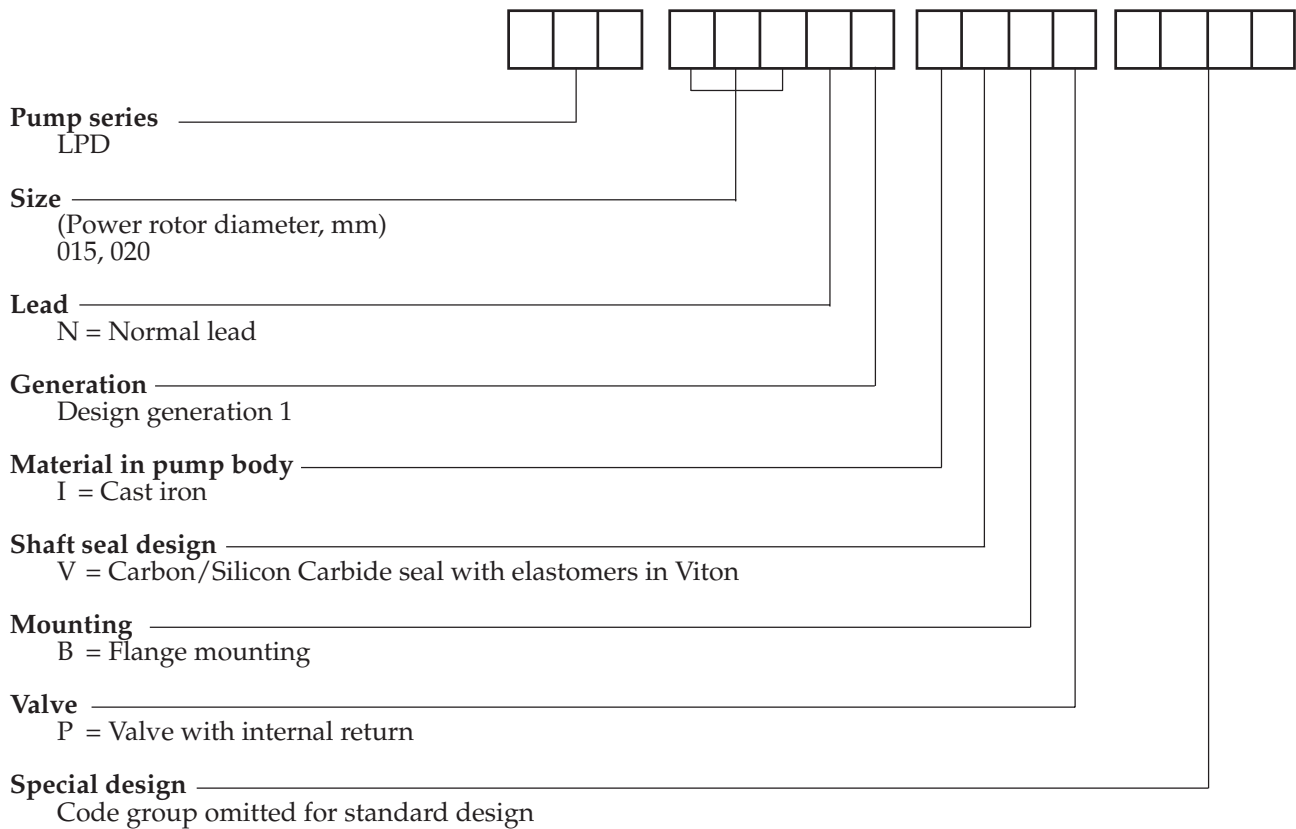 Pump series
LPD
Size
(Power rotor diameter, mm)
015, 020
Lead
N = Normal lead
Generation
Design generation 1
Material in pump body
I = Cast iron
Shaft seal design
V = Carbon/Silicon Carbide seal with elastomers in Viton
Mounting
B = Flange mounting
Valve
P = Valve with internal return
Special design
Code group omitted for standard design